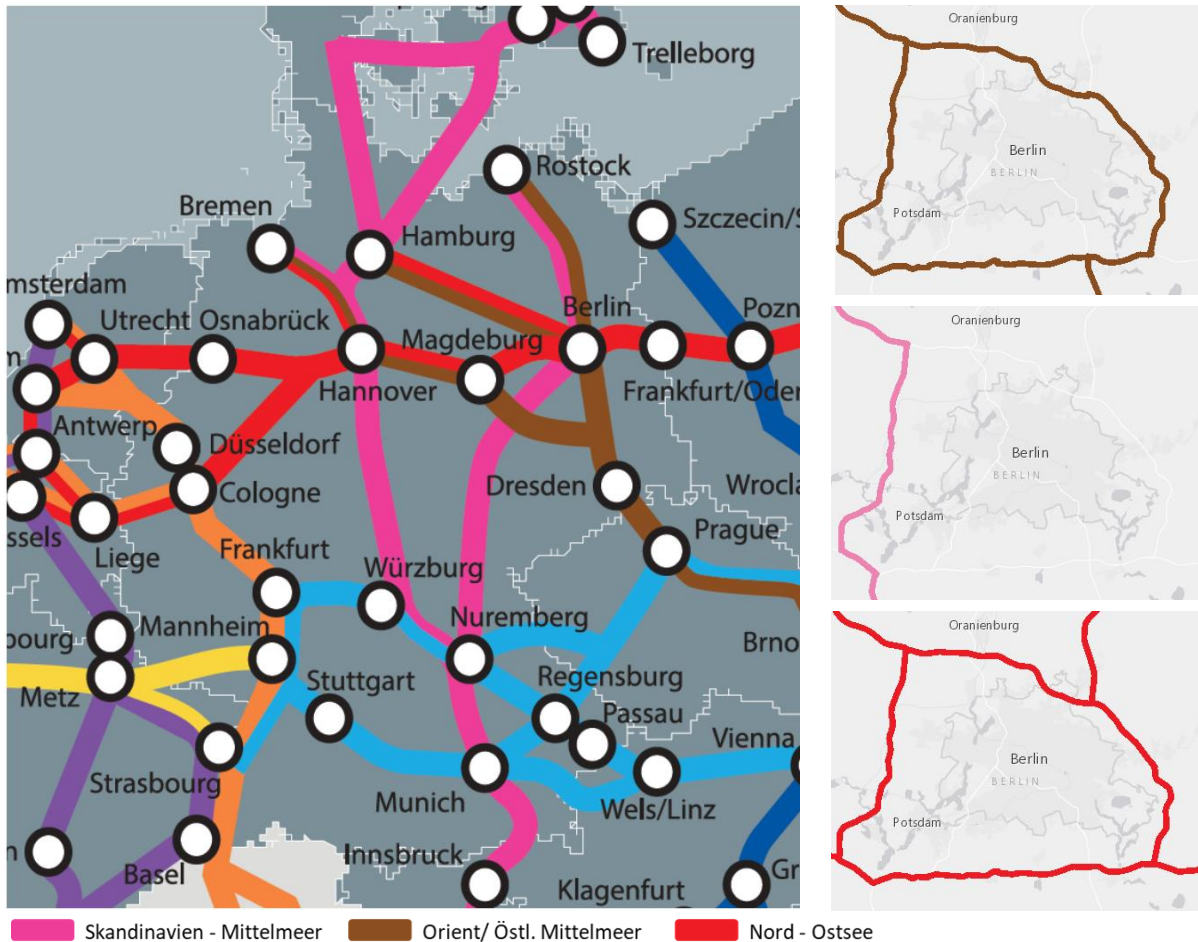 Trelleborg
Rostock
Bremen
Szczecin/S
Hamburg
msterdam
Berlin
Utrecht Osnabrück
Magdeburg
Pozn
m
Hannover
Frankfurt/Oder
Antwerp
Düsseldorf
Dresden
Wrocla
Cologne
ssels
Liege
Frankfurt
Prague
Würzburg
bourg
Mannheim
Nuremberg
Brno
Metz
Stuttgart
Regensburg
Passau
Vienna
Strasbourg
Munich
Wels/Linz
n
Basel
Innsbruck
Klagenfurt
Gr
Oranienburg
Berlin
BERLIN
Potsdam
Oranienburg
Berlin
BERLIN
Potsdam
Oranienburg
Berlin
BERLIN
Potsdam
Skandinavien - Mittelmeer
Orient/ Östl. Mittelmeer
Nord - Ostsee